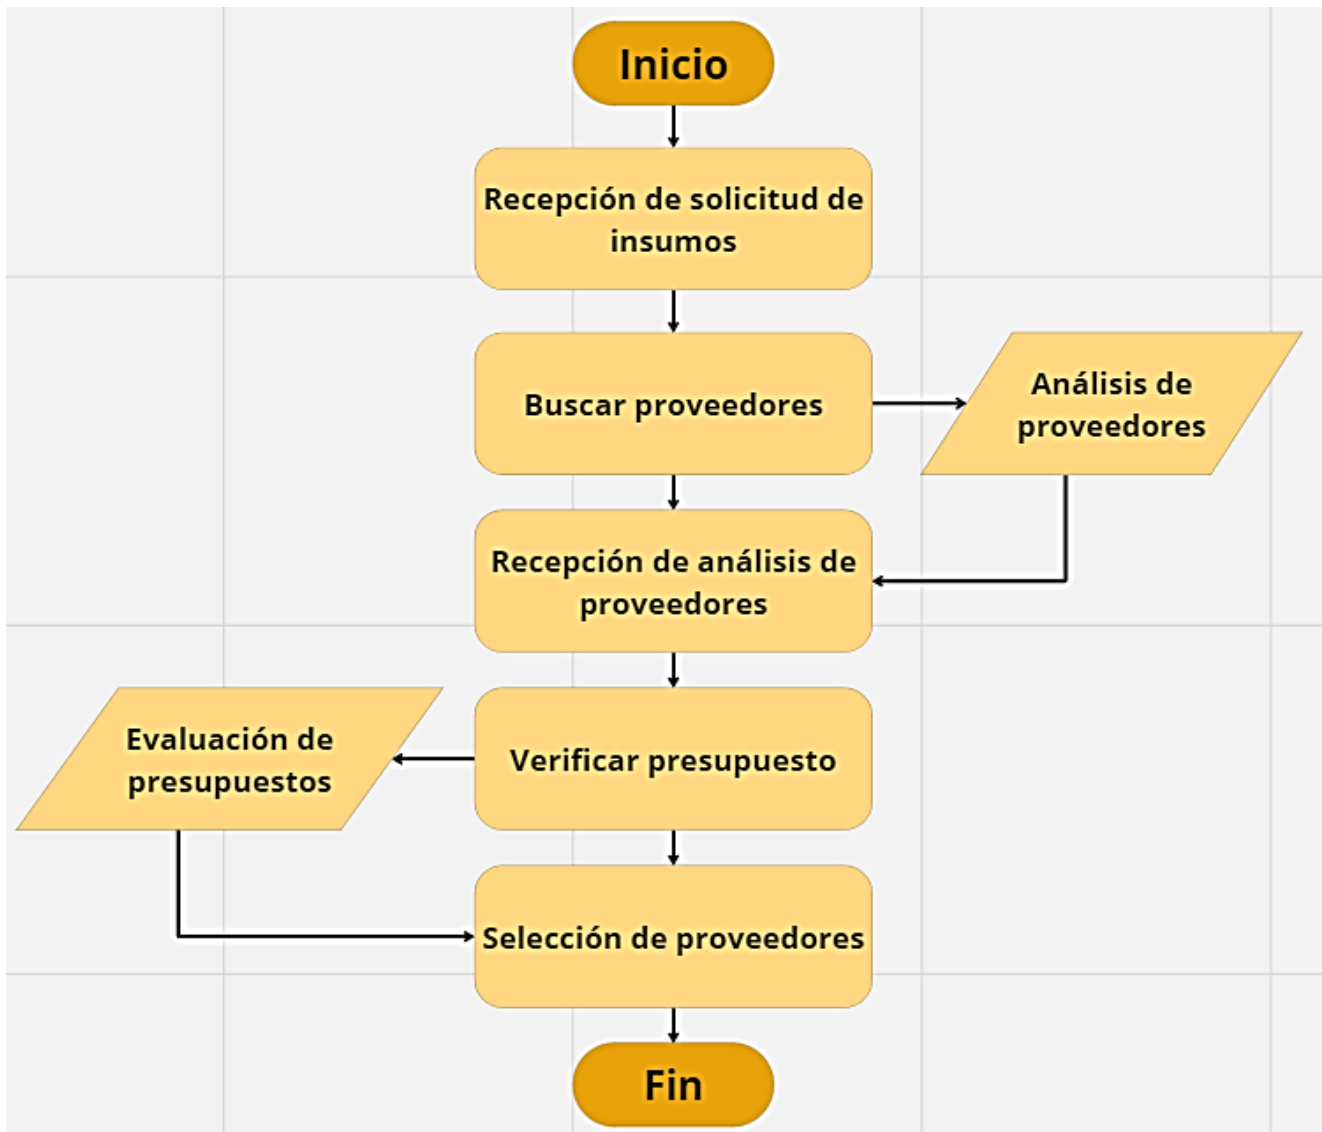 Inicio
Recepción de solicitud de
insumos
Buscar proveedores
Análisis de
proveedores
Recepción de análisis de
proveedores
Verificar presupuesto
Evaluación de
presupuestos
Selección de proveedores
Fin